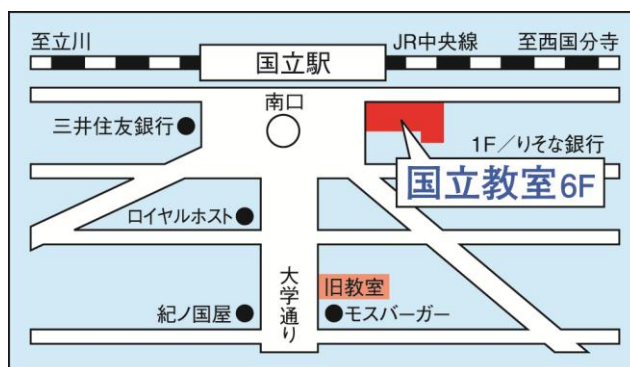 至立川
JR中央線
至西国分寺
国立駅
南口
三井住友銀行
1F／りそな銀行
国立教室6F
ロイヤルホスト
大学通り
旧教室
紀ノ国屋
モスバーガー